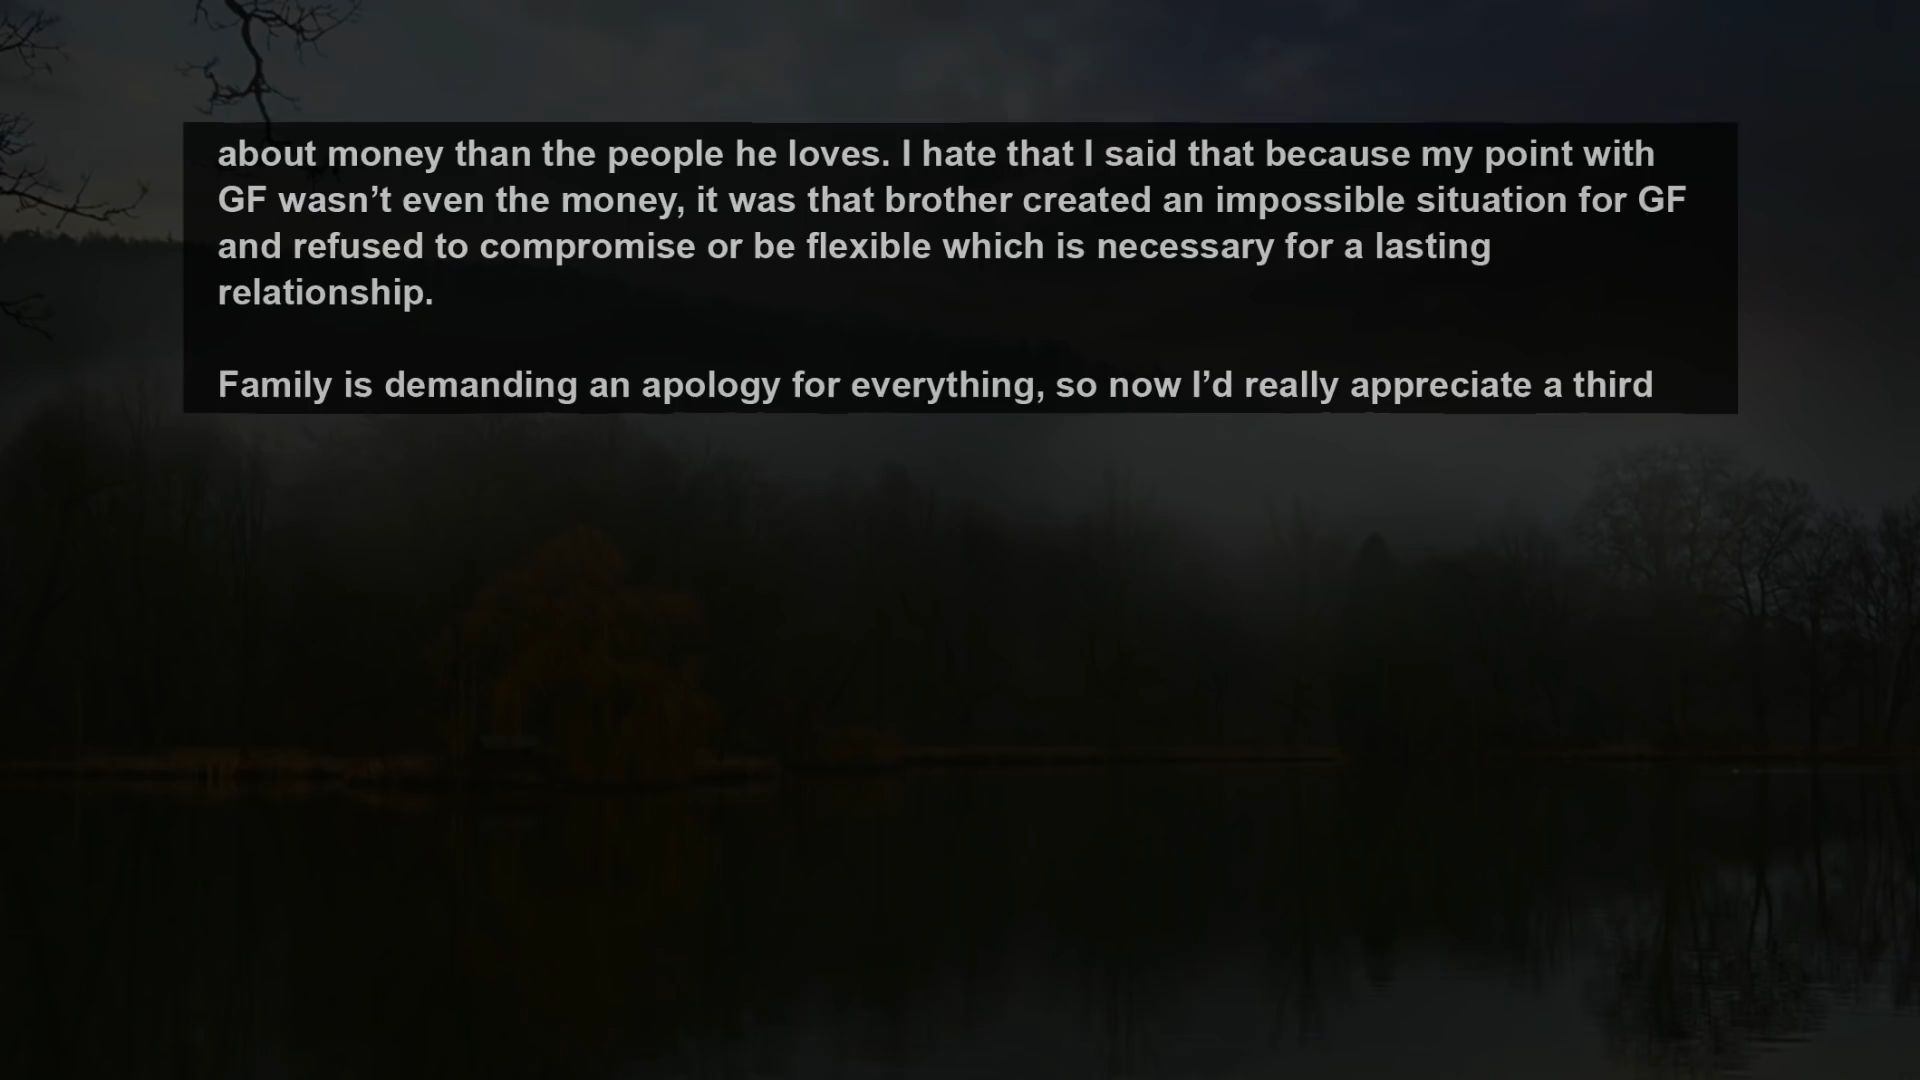 about money than the people he loves. I hate that I said that because my point with
GF wasn’t even the money, it was that brother created an impossible situation for GF
and refused to compromise or be flexible which is necessary for a lasting
relationship.
Family is demanding an apology for everything, so now I’d really appreciate a third